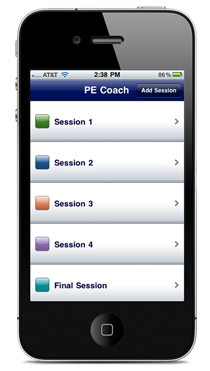 AT&T 2:38 PM 86%
PE Coach Add Session
Session 1
Session 2
Session 3
Session 4
Final Session